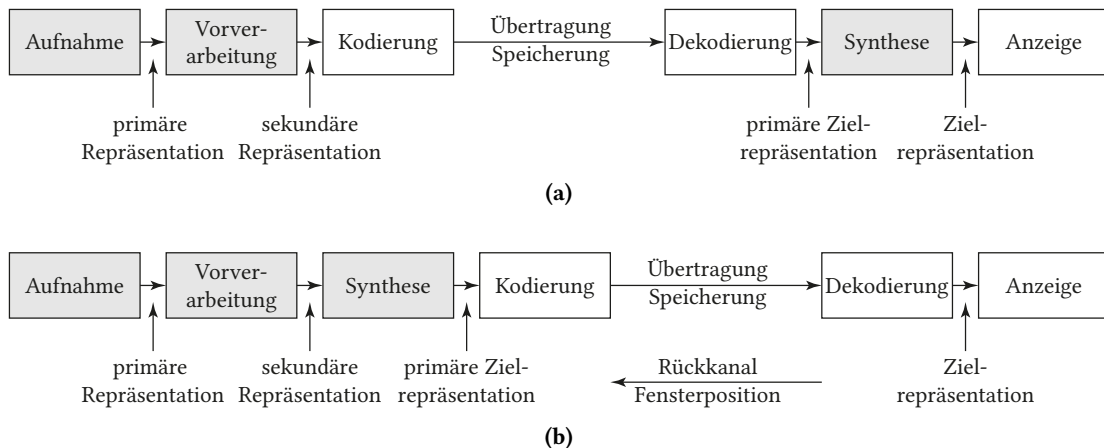 Aufnahme
Vorver-
arbeitung
Kodierung
Übertragung
Speicherung
Dekodierung
Synthese
Anzeige
primäre
Repräsentation
sekundäre
Repräsentation
primäre Ziel-
repräsentation
Ziel-
repräsentation
(a)
Aufnahme
Vorver-
arbeitung
Synthese
Kodierung
Übertragung
Speicherung
Dekodierung
Anzeige
primäre
Repräsentation
sekundäre
Repräsentation
primäre Ziel-
repräsentation
Rückkanal
Fensterposition
Ziel-
repräsentation
(b)